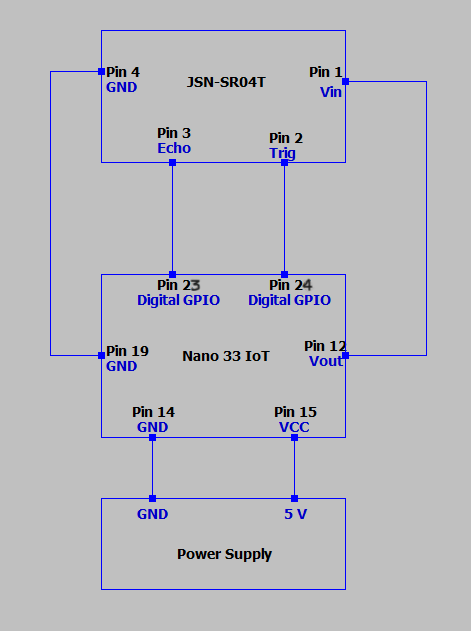 Pin 4
GND
JSN-SR04T
Pin 1
Vin
Pin 3
Echo
Pin 2
Trig
Pin 23
Digital GPIO
Pin 24
Digital GPIO
Pin 19
GND
Nano 33 IoT
Pin 12
Vout
Pin 14
GND
Pin 15
VCC
GND
5 V
Power Supply